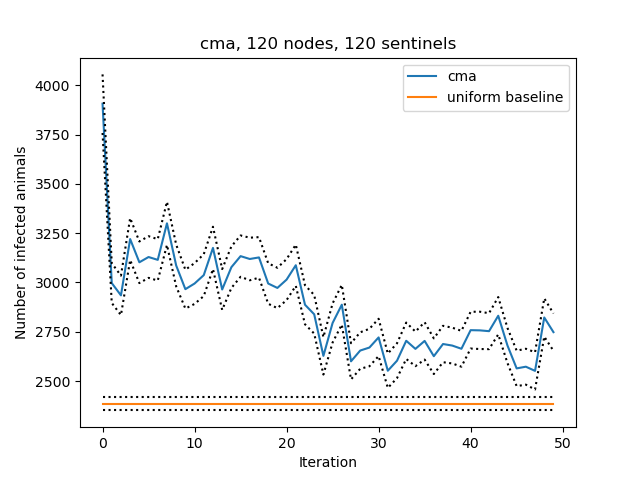 cma, 120 nodes, 120 sentinels
cma
uniform baseline
Number of infected animals
4000
3750
3500
3250
3000
2750
2500
0 10 20 30 40 50
Iteration